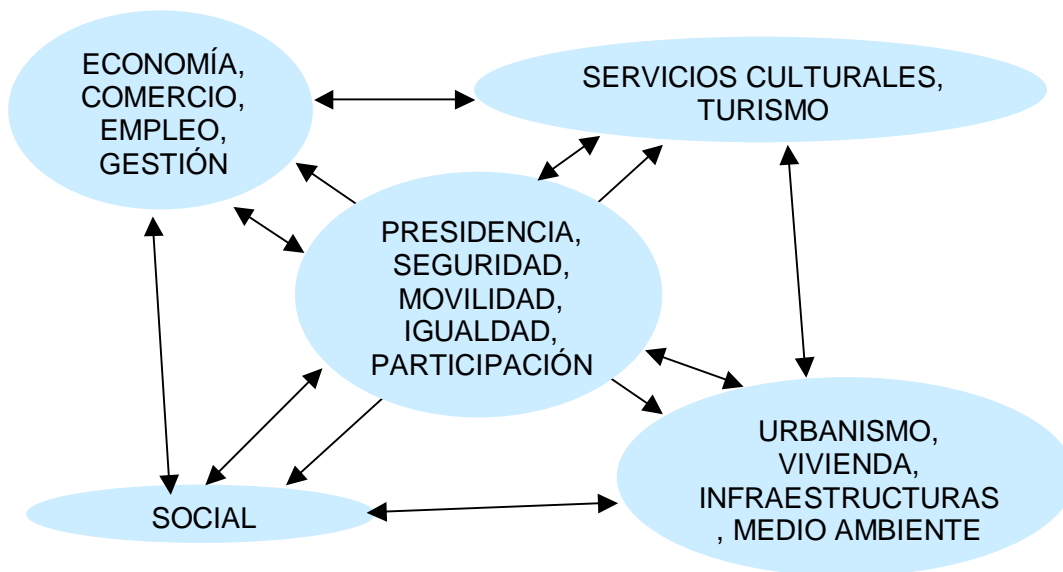 ECONOMÍA,
COMERCIO,
EMPLEO,
GESTIÓN
SERVICIOS CULTURALES,
TURISMO
PRESIDENCIA,
SEGURIDAD,
MOVILIDAD,
IGUALDAD,
PARTICIPACIÓN
SOCIAL
URBANISMO,
VIVIENDA,
INFRAESTRUCTURAS
, MEDIO AMBIENTE